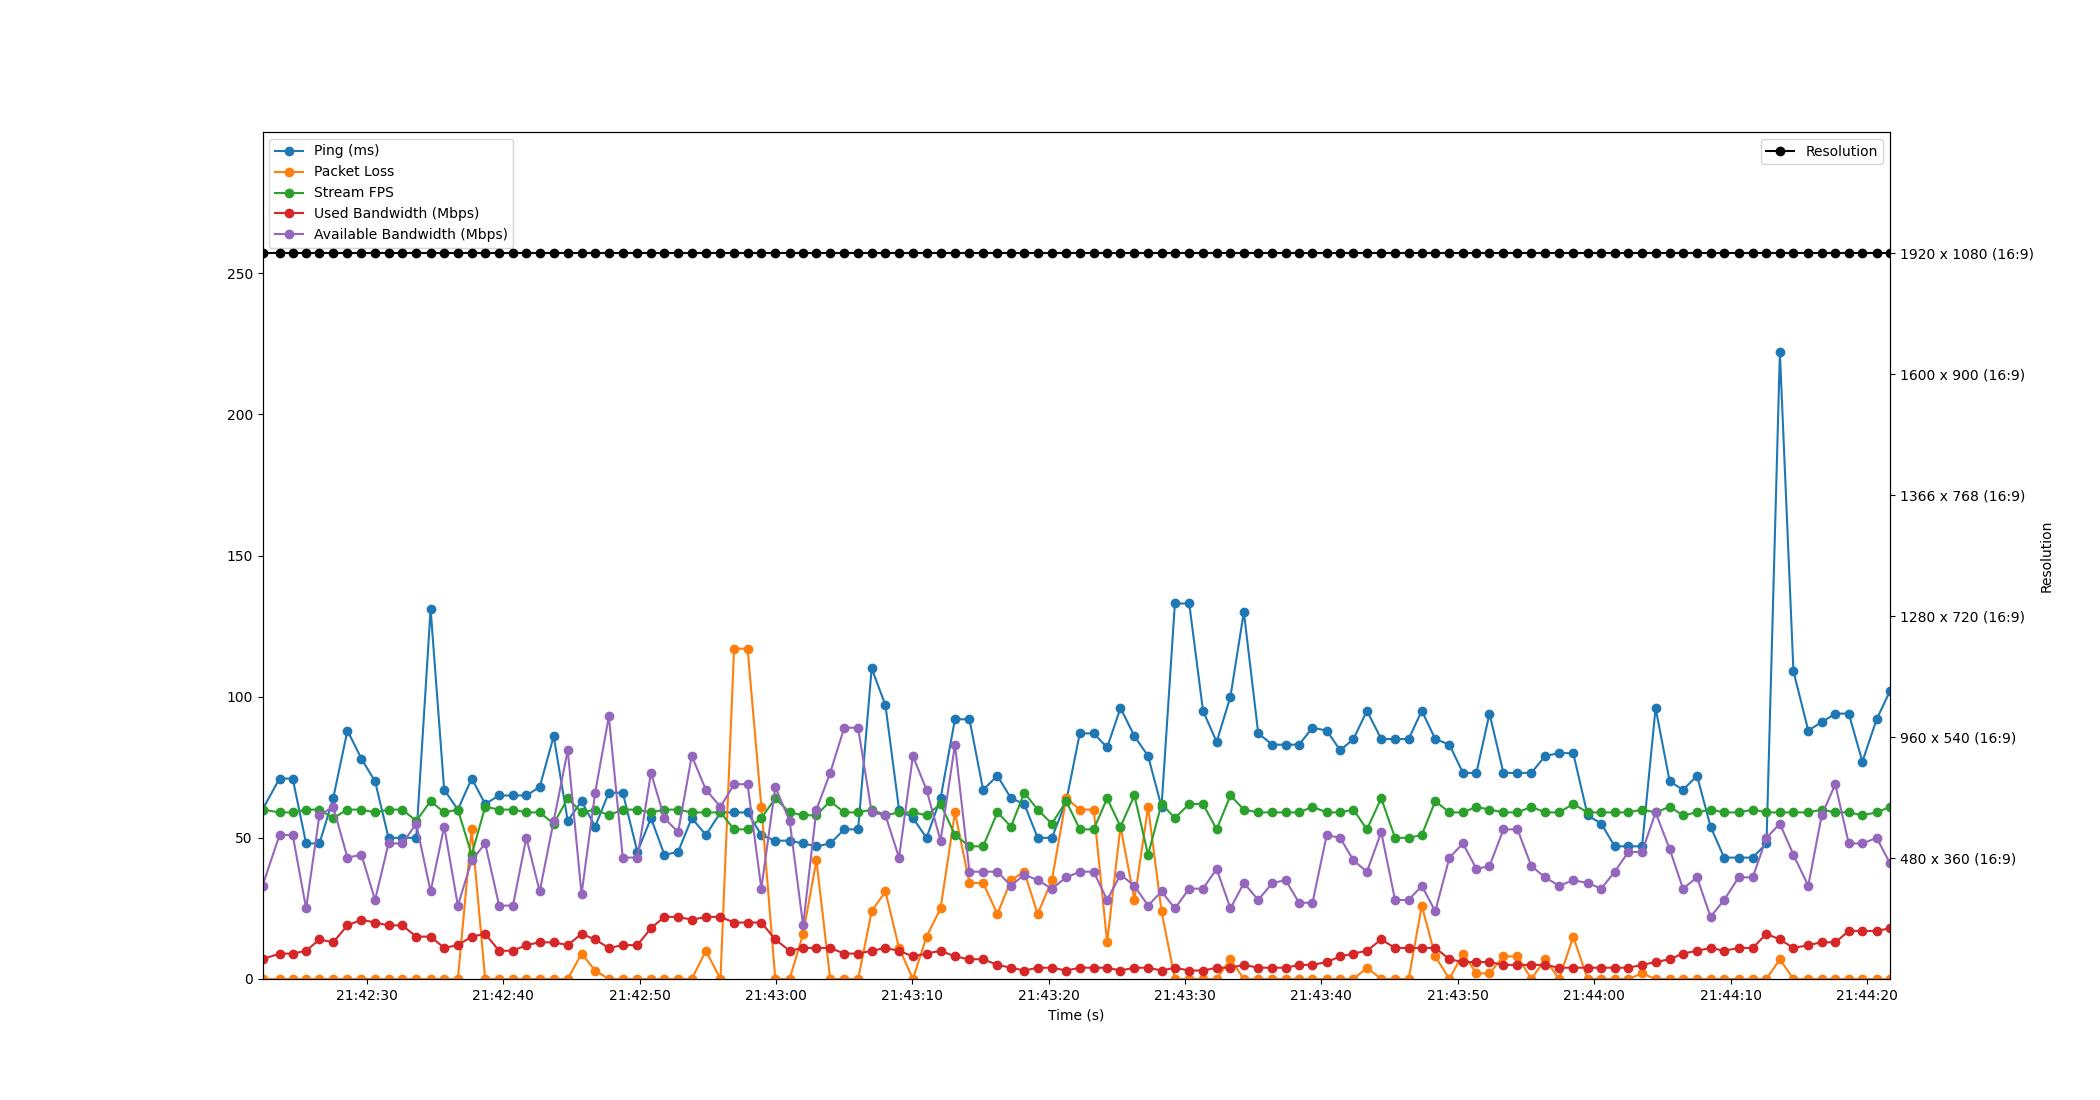 Ping (ms)
Packet Loss
Stream FPS
Used Bandwidth (Mbps)
Available Bandwidth (Mbps)
Resolution
250
200
150
100
50
0
1920 x 1080 (16:9)
1600 x 900 (16:9)
1366 x 768 (16:9)
1280 x 720 (16:9)
960 x 540 (16:9)
480 x 360 (16:9)
Resolution
21:42:30 21:42:40 21:42:50 21:43:00 21:43:10 21:43:20 21:43:30 21:43:40 21:43:50 21:44:00 21:44:10 21:44:20
Time (s)